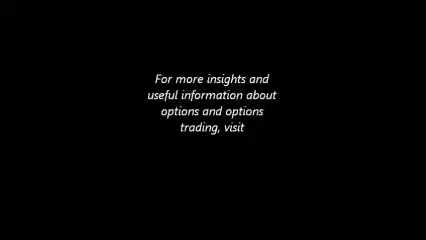 For more insights and
useful information about
options and options
trading, visit